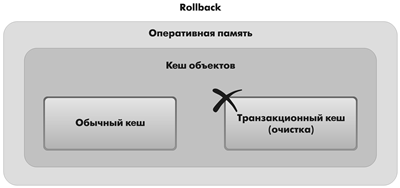 Rollback
Оперативная память
Кеш объектов
Обычный кеш
Транзакционный кеш
(очистка)